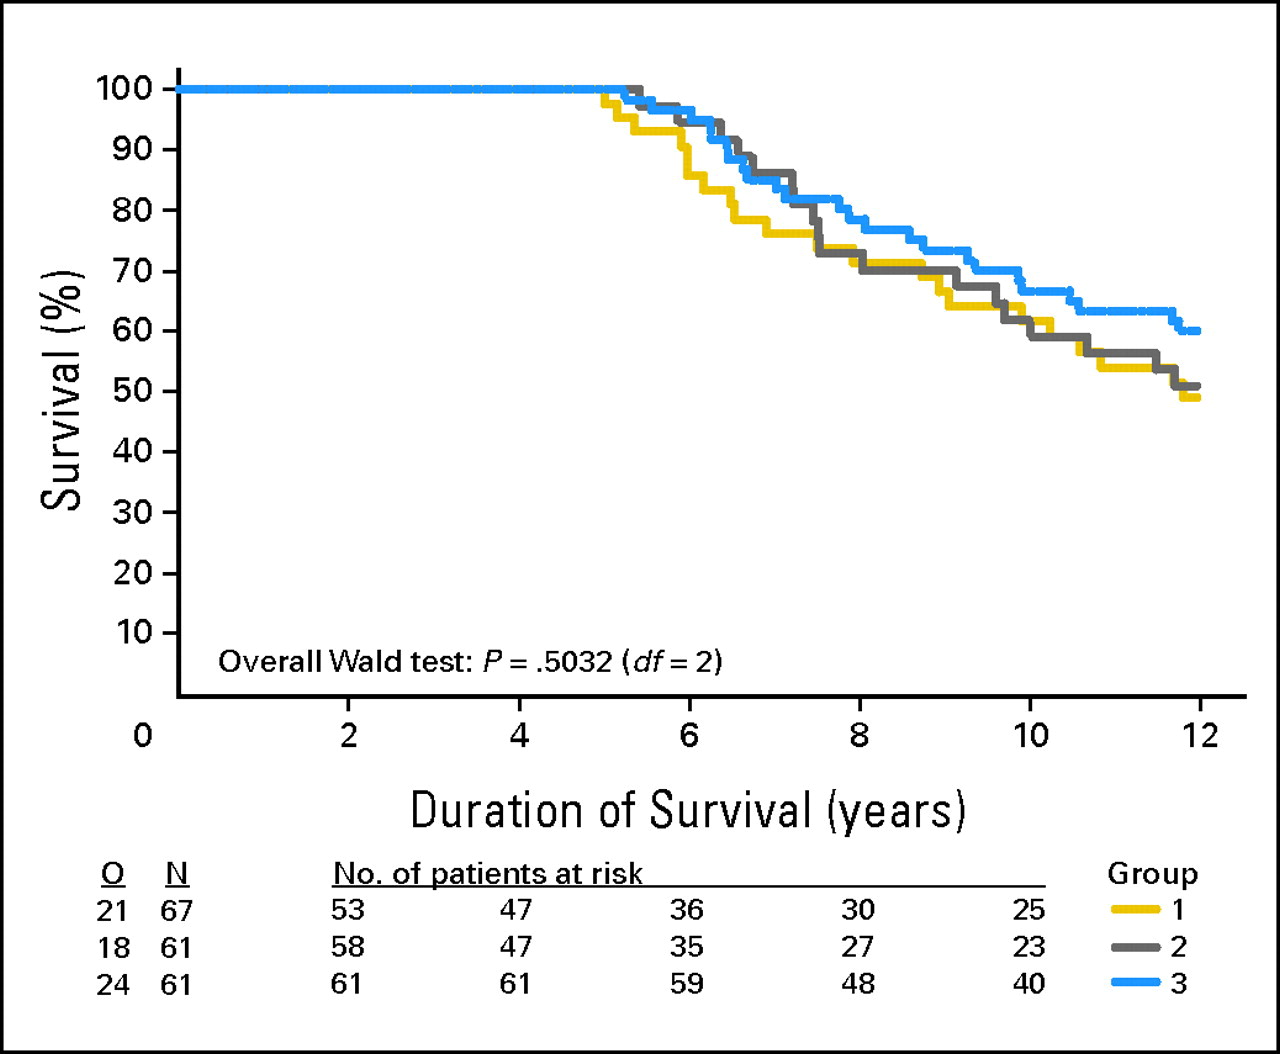 100
90
80
70
60
50
40
30
20
10
Survival (%)
Overall Wald test: P = .5032 (df = 2)
0 2 4 6 8 10 12
Duration of Survival (years)
O N No. of patients at risk Group
21 67 53 47 36 30 25 1
18 61 58 47 35 27 23 2
24 61 61 61 59 48 40 3